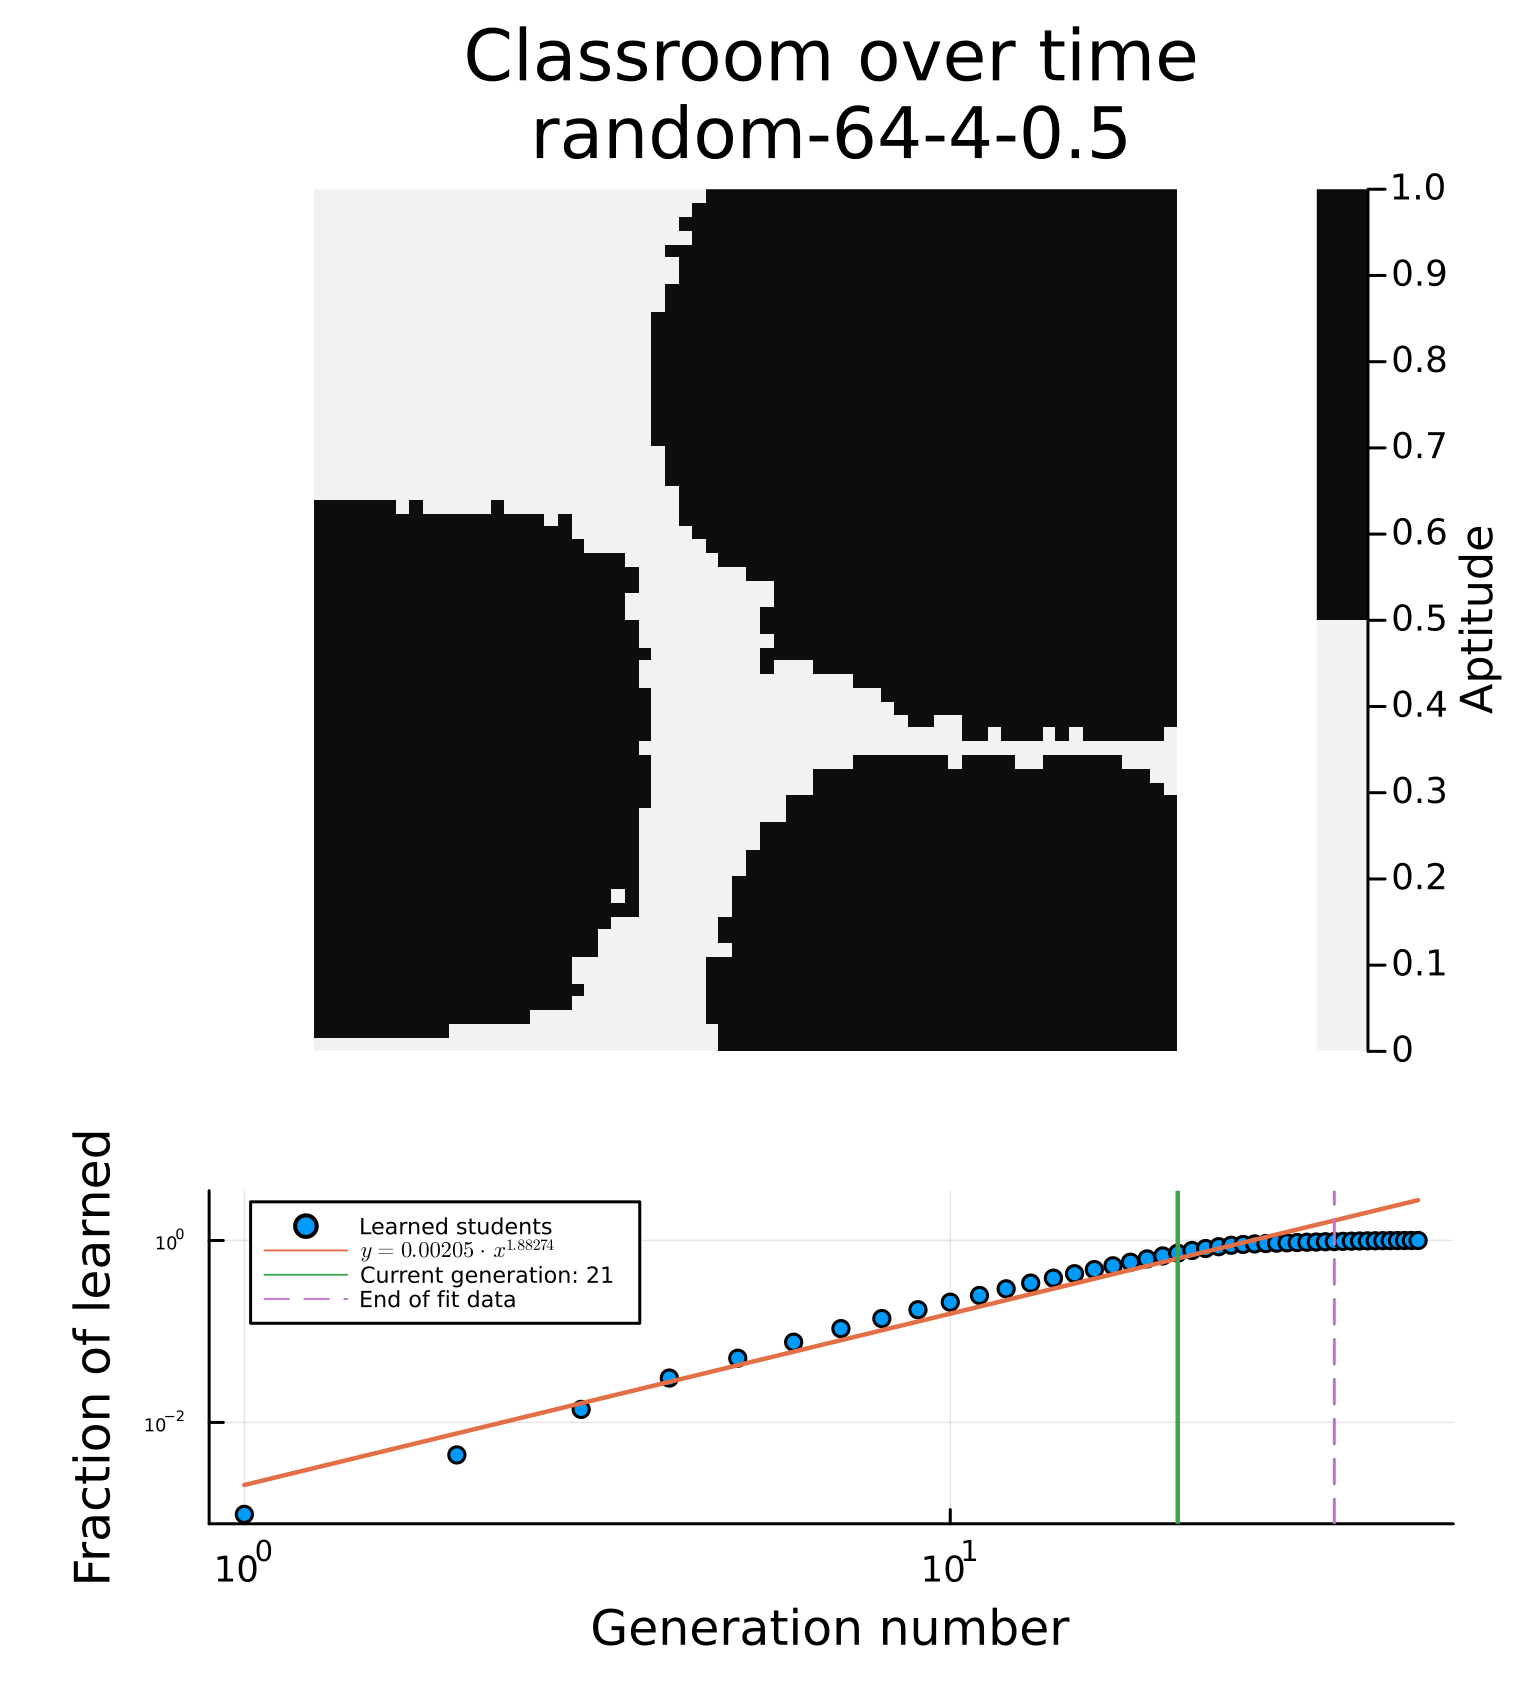 Classroom over time
random-64-4-0.5
1.0
0.9
0.8
0.7
0.6
0.5
0.4
0.3
0.2
0.1
0
Aptitude
Fraction of learned
10^0
10^-2
Learned students
y = 0.00205 · x^1.88274
Current generation: 21
End of fit data
10^0
10^1
Generation number